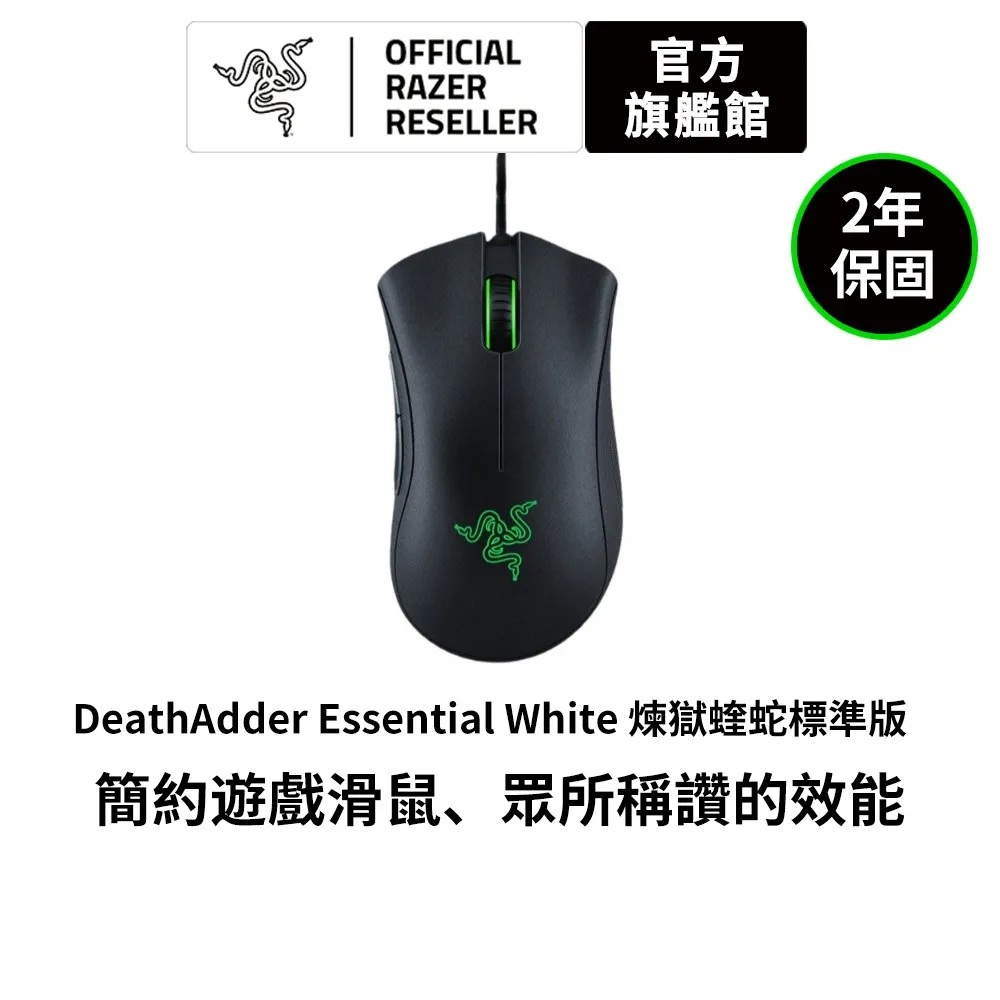 OFFICIAL
RAZER
RESELLER
官方
旗艦館
2年
保固
DeathAdder Essential White 煉獄蝰蛇標準版
簡約遊戲滑鼠、眾所稱讚的效能